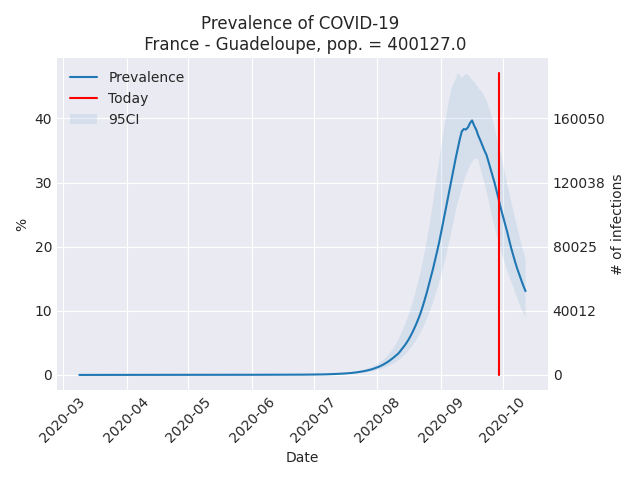 Prevalence of COVID-19
France - Guadeloupe, pop. = 400127.0
Prevalence
Today
95CI
40
30
20
10
0
%
160050
120038
80025
40012
0
# of infections
2020-03
2020-04
2020-05
2020-06
2020-07
2020-08
2020-09
2020-10
Date